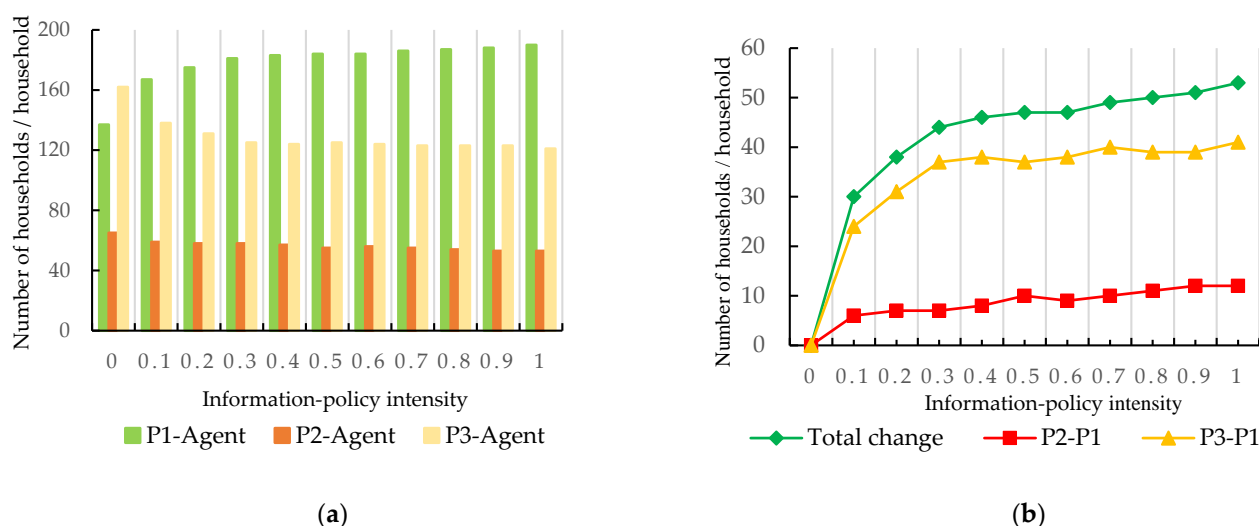 Number of households / household
200
160
120
80
40
0
0 0.1 0.2 0.3 0.4 0.5 0.6 0.7 0.8 0.9 1
Information-policy intensity
P1-Agent P2-Agent P3-Agent
(a)
Number of households / household
60
50
40
30
20
10
0
0 0.1 0.2 0.3 0.4 0.5 0.6 0.7 0.8 0.9 1
Information-policy intensity
Total change P2-P1 P3-P1
(b)